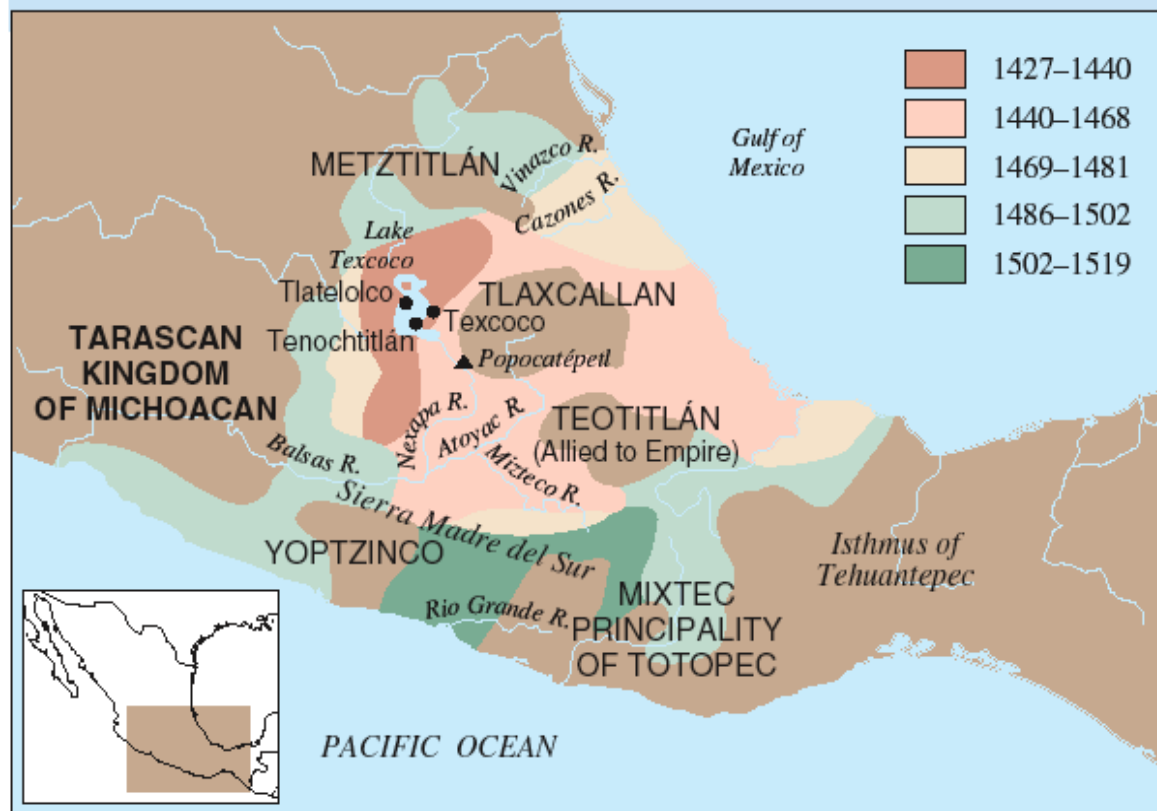 1427–1440
1440–1468
1469–1481
1486–1502
1502–1519
Gulf of
Mexico
METZTITLÁN
Vinazco R.
Cazones R.
Lake
Texcoco
Tlatelolco
TLAXCALLAN
Texcoco
Tenochtitlán
Popocatépetl
TARASCAN
KINGDOM
OF MICHOACAN
Nexapa R.
Atoyac R.
TEOTITLÁN
(Allied to Empire)
Balsas R.
Mizteco R.
Sierra Madre del Sur
YOPTZINCO
Isthmus of
Tehuantepec
Rio Grande R.
MIXTEC
PRINCIPALITY
OF TOTOPEC
PACIFIC OCEAN